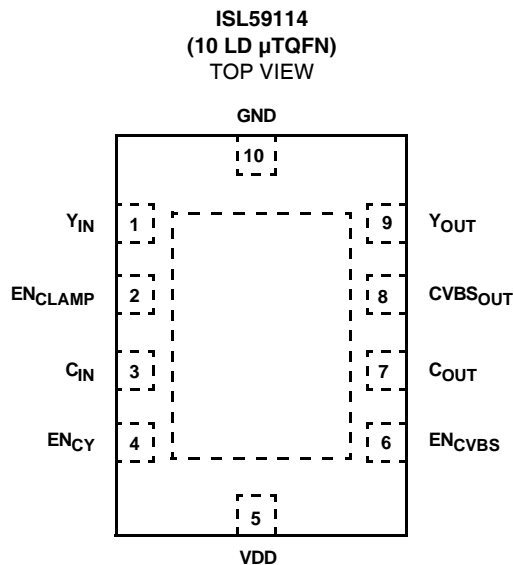 ISL59114
(10 LD µTQFN)
TOP VIEW
GND
10
YIN 1 9 YOUT
ENCLAMP 2 8 CVBSOUT
CIN 3 7 COUT
ENCY 4 6 ENCVBS
5
VDD